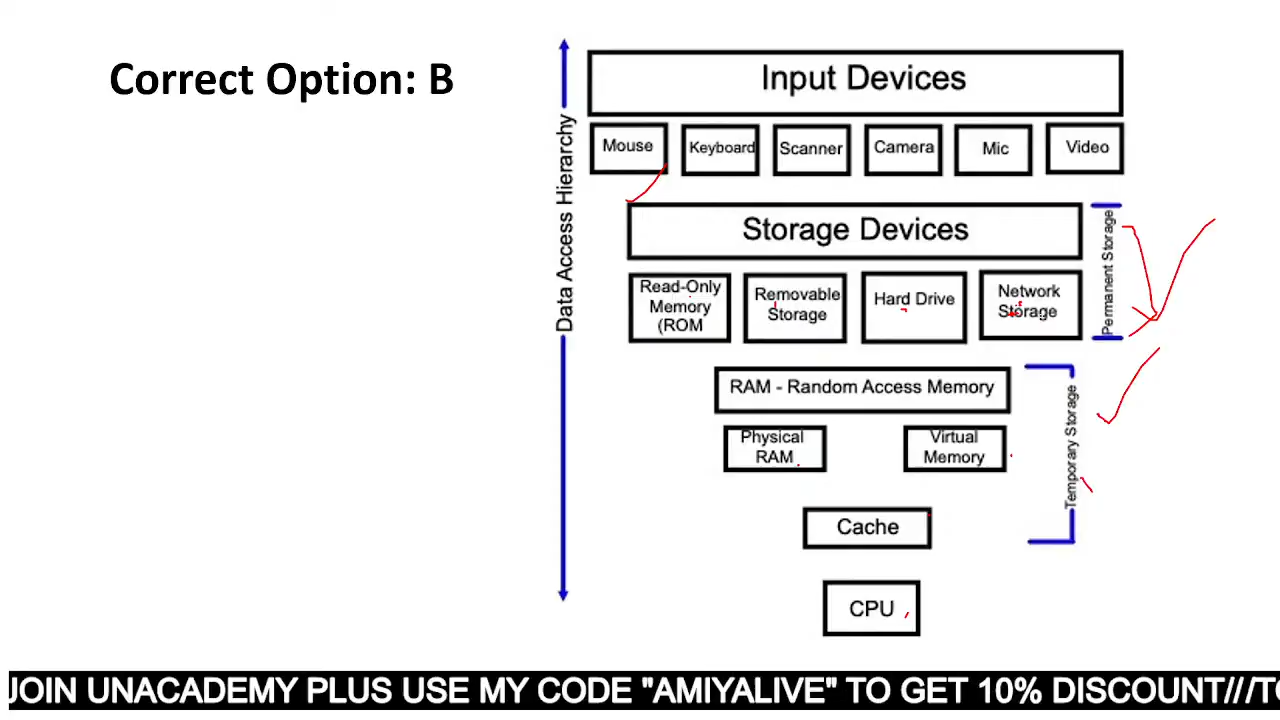 Correct Option: B
Data Access Hierarchy
Input Devices
Mouse
Keyboard
Scanner
Camera
Mic
Video
Storage Devices
Permanent Storage
Read-Only
Memory
(ROM
Removable
Storage
Hard Drive
Network
Storage
RAM - Random Access Memory
Temporary Storage
Physical
RAM
Virtual
Memory
Cache
CPU
JOIN UNACADEMY PLUS USE MY CODE "AMIYALIVE" TO GET 10% DISCOUNT///TO